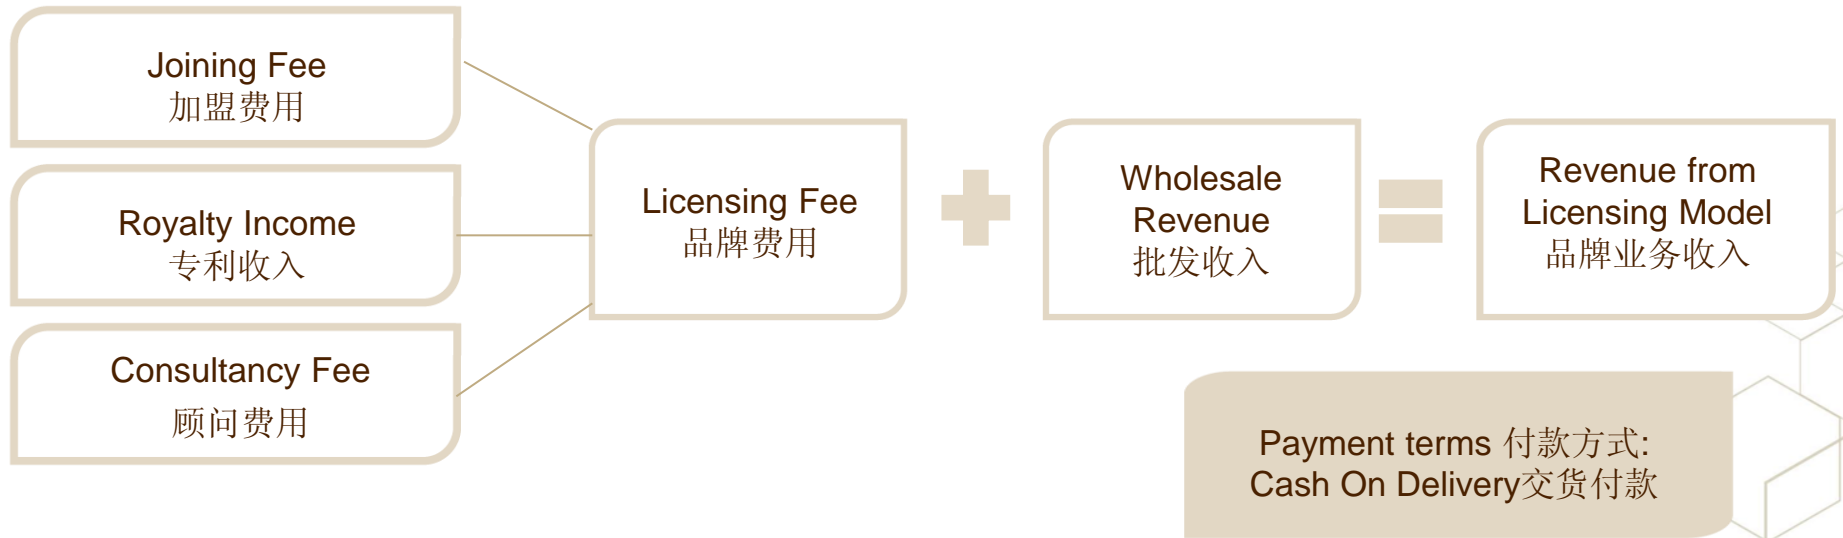 Joining Fee
加盟费用
Royalty Income
专利收入
Consultancy Fee
顾问费用
Licensing Fee
品牌费用
Wholesale
Revenue
批发收入
Revenue from
Licensing Model
品牌业务收入
Payment terms 付款方式:
Cash On Delivery交货付款